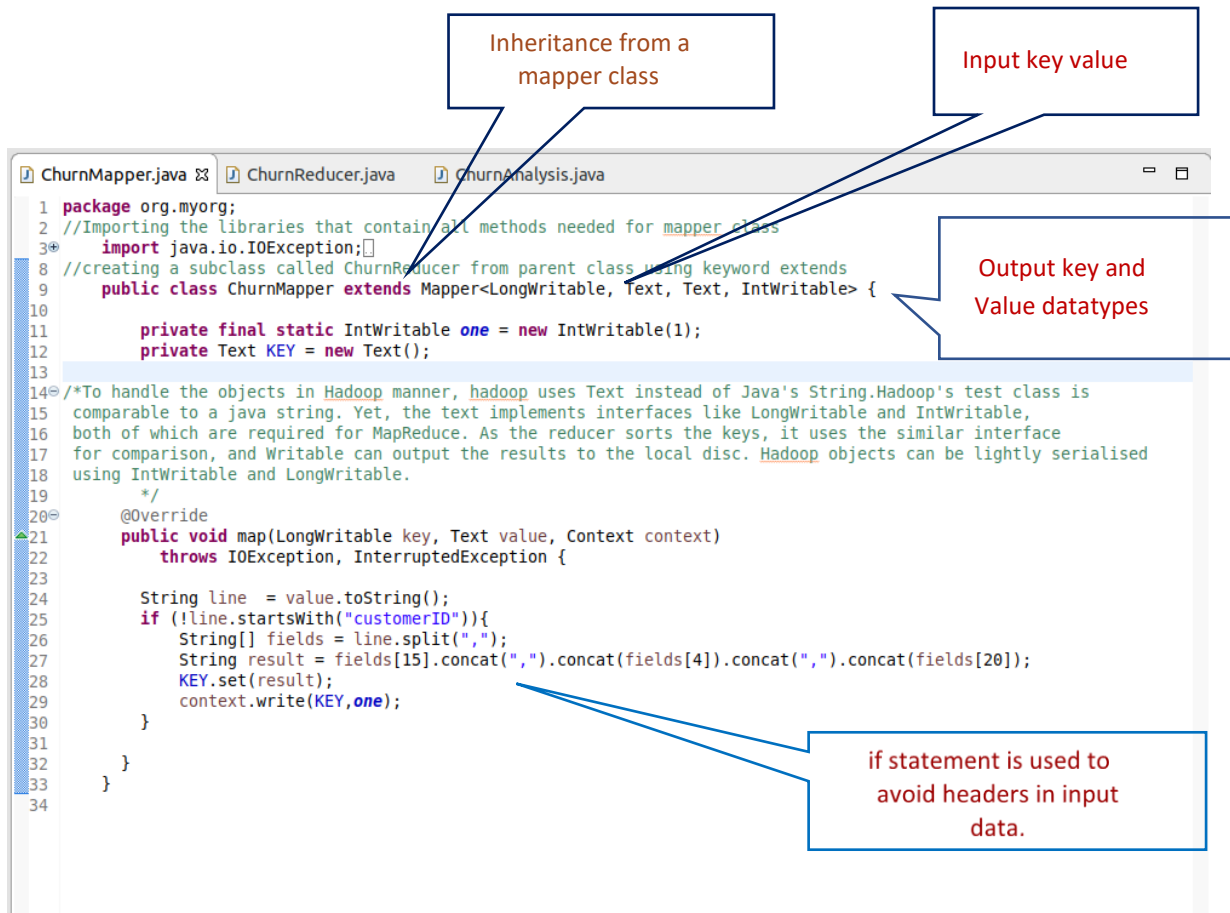 Inheritance from a
mapper class
Input key value
ChurnMapper.java ChurnReducer.java ChurnAnalysis.java
1 package org.myorg;
2 //Importing the libraries that contain all methods needed for mapper class
3 import java.io.IOException;
8 //creating a subclass called ChurnReducer from parent class using keyword extends
9 public class ChurnMapper extends Mapper<LongWritable, Text, Text, IntWritable> {
10
11 private final static IntWritable one = new IntWritable(1);
12 private Text KEY = new Text();
13
14 /*To handle the objects in Hadoop manner, hadoop uses Text instead of Java's String.Hadoop's test class is
15 comparable to a java string. Yet, the text implements interfaces like LongWritable and IntWritable,
16 both of which are required for MapReduce. As the reducer sorts the keys, it uses the similar interface
17 for comparison, and Writable can output the results to the local disc. Hadoop objects can be lightly serialised
18 using IntWritable and LongWritable.
19 */
20 @Override
21 public void map(LongWritable key, Text value, Context context)
22 throws IOException, InterruptedException {
23
24 String line = value.toString();
25 if (!line.startsWith("customerID")){
26 String[] fields = line.split(",");
27 String result = fields[15].concat(",").concat(fields[4]).concat(",").concat(fields[20]);
28 KEY.set(result);
29 context.write(KEY,one);
30 }
31
32 }
33 }
34
Output key and
Value datatypes
if statement is used to
avoid headers in input
data.